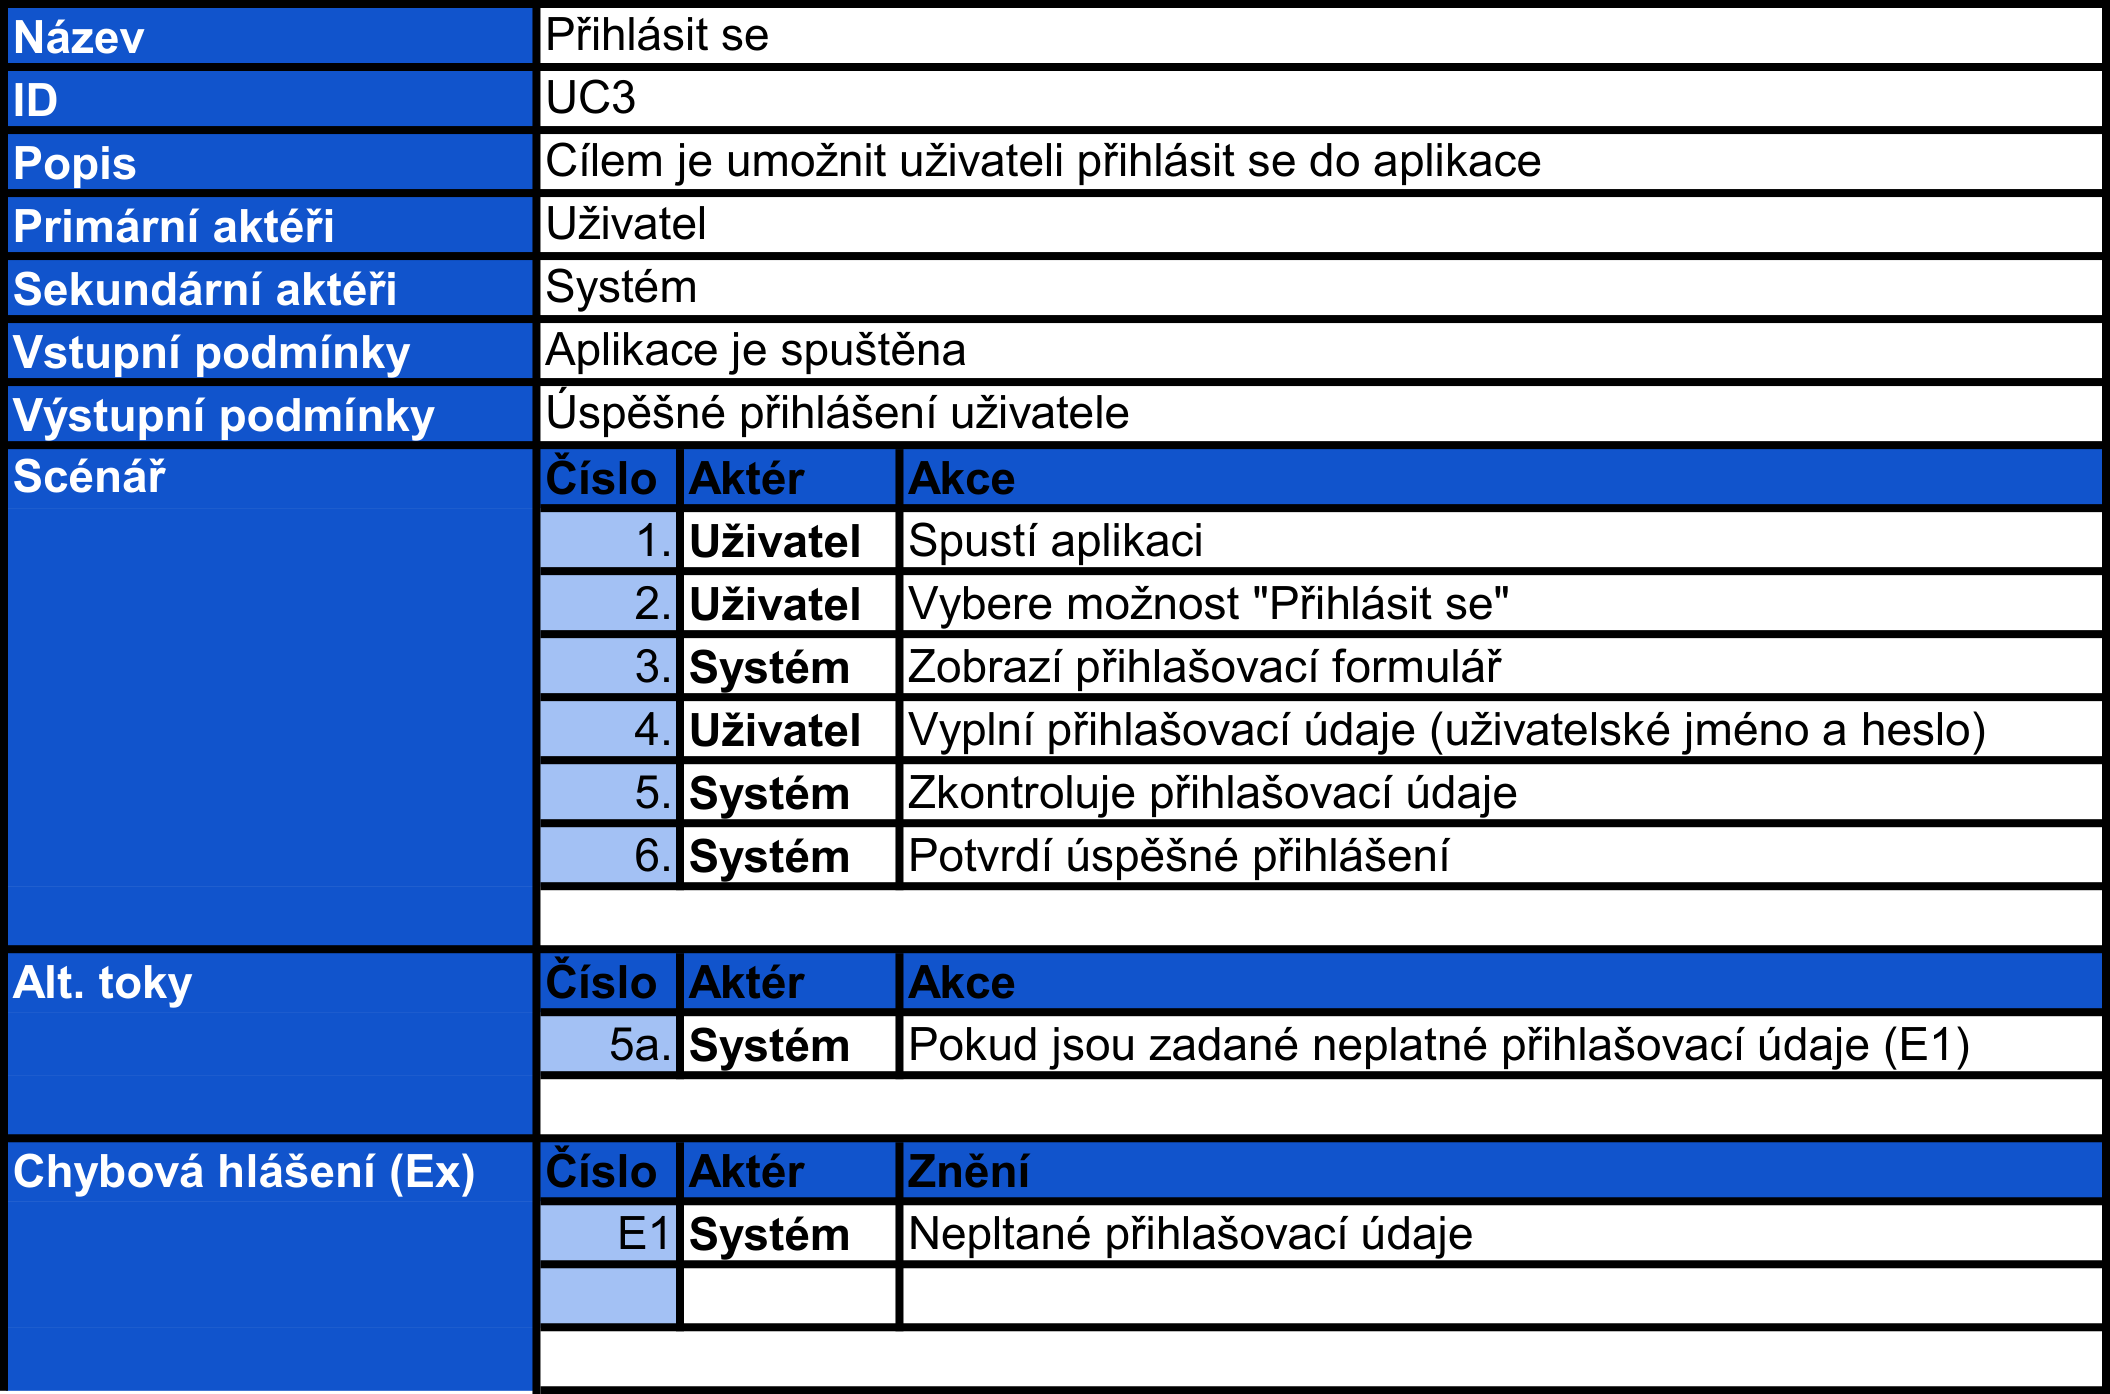 Název Přihlásit se
ID UC3
Popis Cílem je umožnit uživateli přihlásit se do aplikace
Primární aktéři Uživatel
Sekundární aktéři Systém
Vstupní podmínky Aplikace je spuštěna
Výstupní podmínky Úspěšné přihlášení uživatele
Scénář Číslo Aktér Akce
1. Uživatel Spustí aplikaci
2. Uživatel Vybere možnost "Přihlásit se"
3. Systém Zobrazí přihlašovací formulář
4. Uživatel Vyplní přihlašovací údaje (uživatelské jméno a heslo)
5. Systém Zkontroluje přihlašovací údaje
6. Systém Potvrdí úspěšné přihlášení
Alt. toky Číslo Aktér Akce
5a. Systém Pokud jsou zadané neplatné přihlašovací údaje (E1)
Chybová hlášení (Ex) Číslo Aktér Znění
E1 Systém Nepltané přihlašovací údaje